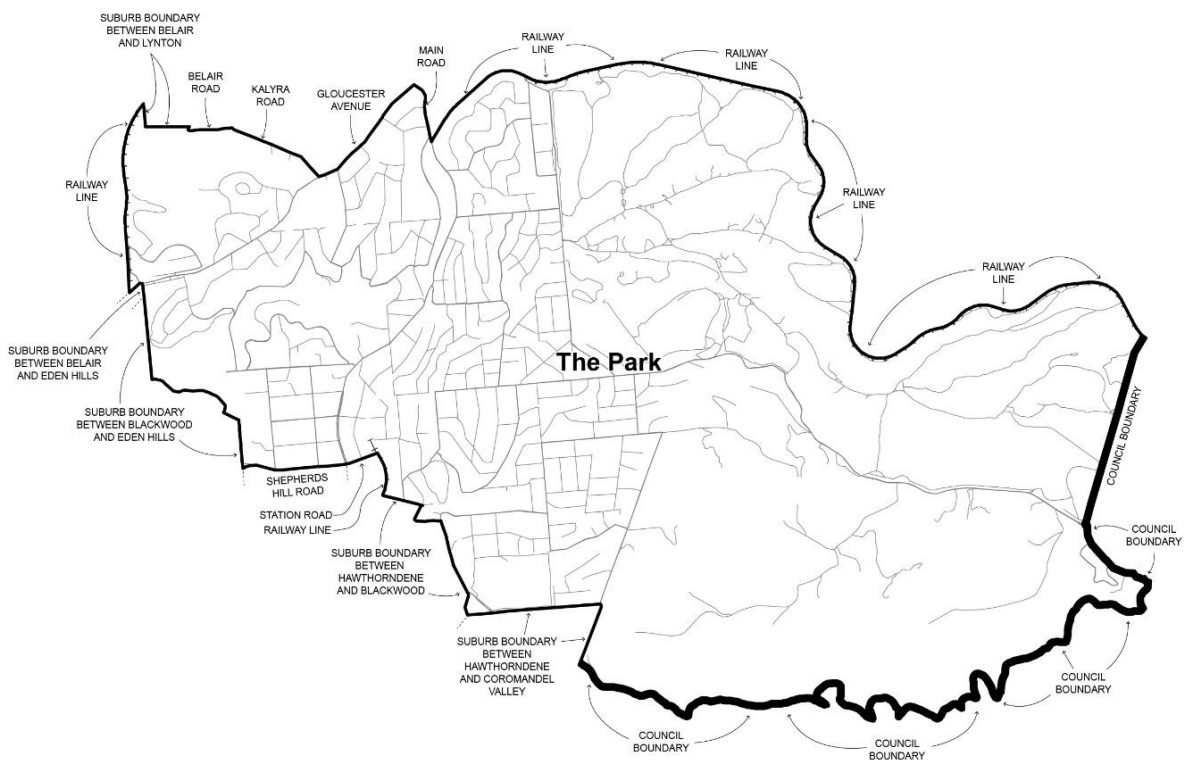 SUBURB BOUNDARY
BETWEEN BELAIR
AND LYNTON
BELAIR
ROAD
KALYRA
ROAD
GLOUCESTER
AVENUE
MAIN
ROAD
RAILWAY
LINE
RAILWAY
LINE
RAILWAY
LINE
RAILWAY
LINE
RAILWAY
LINE
SUBURB BOUNDARY
BETWEEN BELAIR
AND EDEN HILLS
The Park
SUBURB BOUNDARY
BETWEEN BLACKWOOD
AND EDEN HILLS
COUNCIL BOUNDARY
SHEPHERDS
HILL ROAD
STATION ROAD
RAILWAY LINE
COUNCIL
BOUNDARY
SUBURB BOUNDARY
BETWEEN
HAWTHORNDENE
AND BLACKWOOD
SUBURB BOUNDARY
BETWEEN
HAWTHORNDENE
AND COROMANDEL
VALLEY
COUNCIL
BOUNDARY
COUNCIL
BOUNDARY
COUNCIL
BOUNDARY